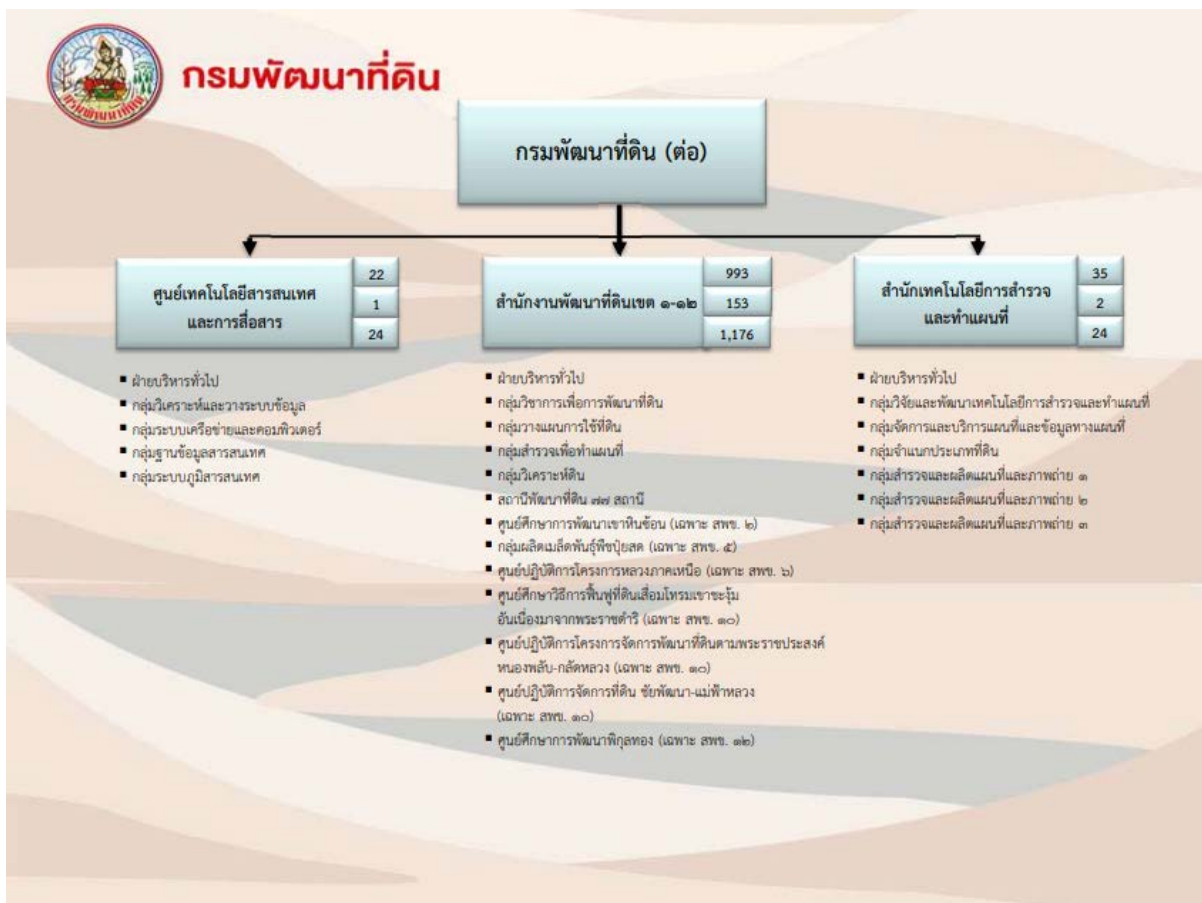 กรมพัฒนาที่ดิน
กรมพัฒนาที่ดิน
กรมพัฒนาที่ดิน (ต่อ)
ศูนย์เทคโนโลยีสารสนเทศ
และการสื่อสาร
22
1
24
สำนักงานพัฒนาที่ดินเขต ๑-๑๒
993
153
1,176
สำนักเทคโนโลยีการสำรวจ
และทำแผนที่
35
2
24
▪ ฝ่ายบริหารทั่วไป
▪ กลุ่มวิเคราะห์และวางระบบข้อมูล
▪ กลุ่มระบบเครือข่ายและคอมพิวเตอร์
▪ กลุ่มฐานข้อมูลสารสนเทศ
▪ กลุ่มระบบภูมิสารสนเทศ
▪ ฝ่ายบริหารทั่วไป
▪ กลุ่มวิชาการเพื่อการพัฒนาที่ดิน
▪ กลุ่มวางแผนการใช้ที่ดิน
▪ กลุ่มสำรวจเพื่อทำแผนที่
▪ กลุ่มวิเคราะห์ดิน
▪ สถานีพัฒนาที่ดิน ๗๗ สถานี
▪ ศูนย์ศึกษาการพัฒนาเขาหินซ้อน (เฉพาะ สพข. ๒)
▪ กลุ่มผลิตเมล็ดพันธุ์พืชปุ๋ยสด (เฉพาะ สพข. ๕)
▪ ศูนย์ปฏิบัติการโครงการหลวงภาคเหนือ (เฉพาะ สพข. ๖)
▪ ศูนย์ศึกษาวิธีการฟื้นฟูที่ดินเสื่อมโทรมเขาชะงุ้ม
อันเนื่องมาจากพระราชดำริ (เฉพาะ สพข. ๑๐)
▪ ศูนย์ปฏิบัติการโครงการจัดการพัฒนาที่ดินตามพระราชประสงค์
หนองพลับ-กลัดหลวง (เฉพาะ สพข. ๑๐)
▪ ศูนย์ปฏิบัติการจัดการที่ดิน ชัยพัฒนา-แม่ฟ้าหลวง
(เฉพาะ สพข. ๑๐)
▪ ศูนย์ศึกษาการพัฒนาพิกุลทอง (เฉพาะ สพข. ๑๒)
▪ ฝ่ายบริหารทั่วไป
▪ กลุ่มวิจัยและพัฒนาเทคโนโลยีการสำรวจและทำแผนที่
▪ กลุ่มจัดการและบริการแผนที่และข้อมูลทางแผนที่
▪ กลุ่มจำแนกประเภทที่ดิน
▪ กลุ่มสำรวจและผลิตแผนที่และภาพถ่าย ๑
▪ กลุ่มสำรวจและผลิตแผนที่และภาพถ่าย ๒
▪ กลุ่มสำรวจและผลิตแผนที่และภาพถ่าย ๓